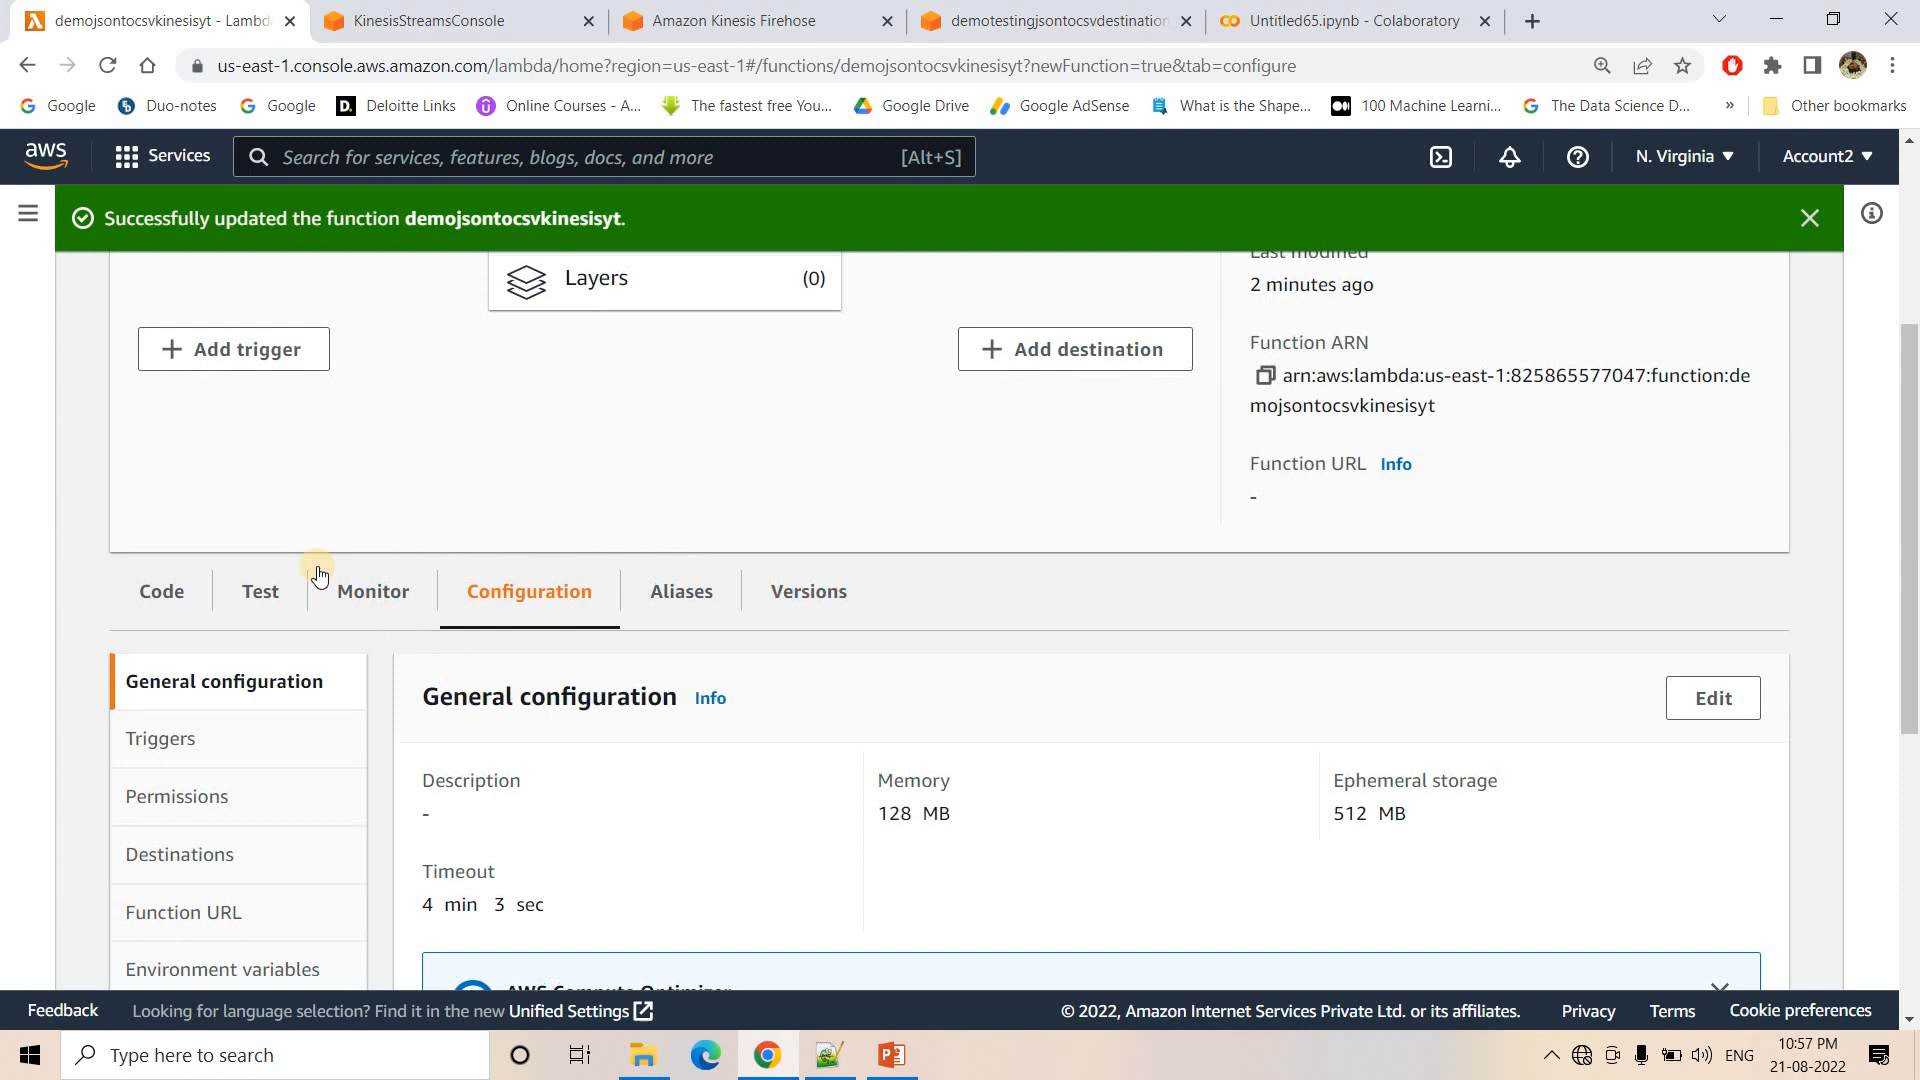 demojsontocsvkinesisyt - Lambd
KinesisStreamsConsole
Amazon Kinesis Firehose
demotestingjsontocsvdestination
Untitled65.ipynb - Colaboratory
us-east-1.console.aws.amazon.com/lambda/home?region=us-east-1#/functions/demojsontocsvkinesisyt?newFunction=true&tab=configure
Google
Duo-notes
Google
Deloitte Links
Online Courses - A...
The fastest free You...
Google Drive
Google AdSense
What is the Shape...
100 Machine Learni...
The Data Science D...
»
Other bookmarks
aws
Services
Search for services, features, blogs, docs, and more
[Alt+S]
N. Virginia
Account2
Successfully updated the function demojsontocsvkinesisyt.
Last modified
2 minutes ago
Layers
(0)
Add trigger
Add destination
Function ARN
arn:aws:lambda:us-east-1:825865577047:function:de
mojsontocsvkinesisyt
Function URL Info
-
Code
Test
Monitor
Configuration
Aliases
Versions
General configuration
Triggers
Permissions
Destinations
Function URL
Environment variables
General configuration Info
Edit
Description
-
Memory
128 MB
Ephemeral storage
512 MB
Timeout
4 min 3 sec
AWS Compute Optimizer
Feedback
Looking for language selection? Find it in the new Unified Settings
© 2022, Amazon Internet Services Private Ltd. or its affiliates.
Privacy
Terms
Cookie preferences
Type here to search
ENG
10:57 PM
21-08-2022